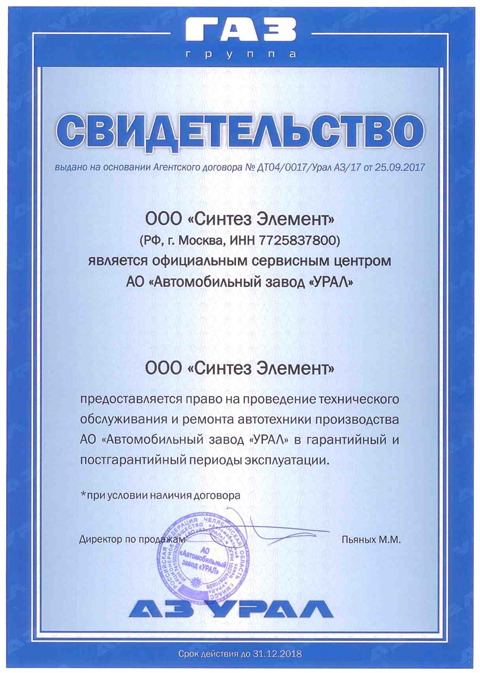 ГАЗ
группа
СВИДЕТЕЛЬСТВО
выдано на основании Агентского договора № ДТ04/0017/Урал АЗ/17 от 25.09.2017
ООО «Синтез Элемент»
(РФ, г. Москва, ИНН 7725837800)
является официальным сервисным центром
АО «Автомобильный завод «УРАЛ»
ООО «Синтез Элемент»
предоставляется право на проведение технического
обслуживания и ремонта автотехники производства
АО «Автомобильный завод «УРАЛ» в гарантийный и
постгарантийный периоды эксплуатации.
*при условии наличия договора
Директор по продажам
Пьяных М.М.
АО
«Автомобильный
завод «УРАЛ»
АЗ УРАЛ
Срок действия до 31.12.2018